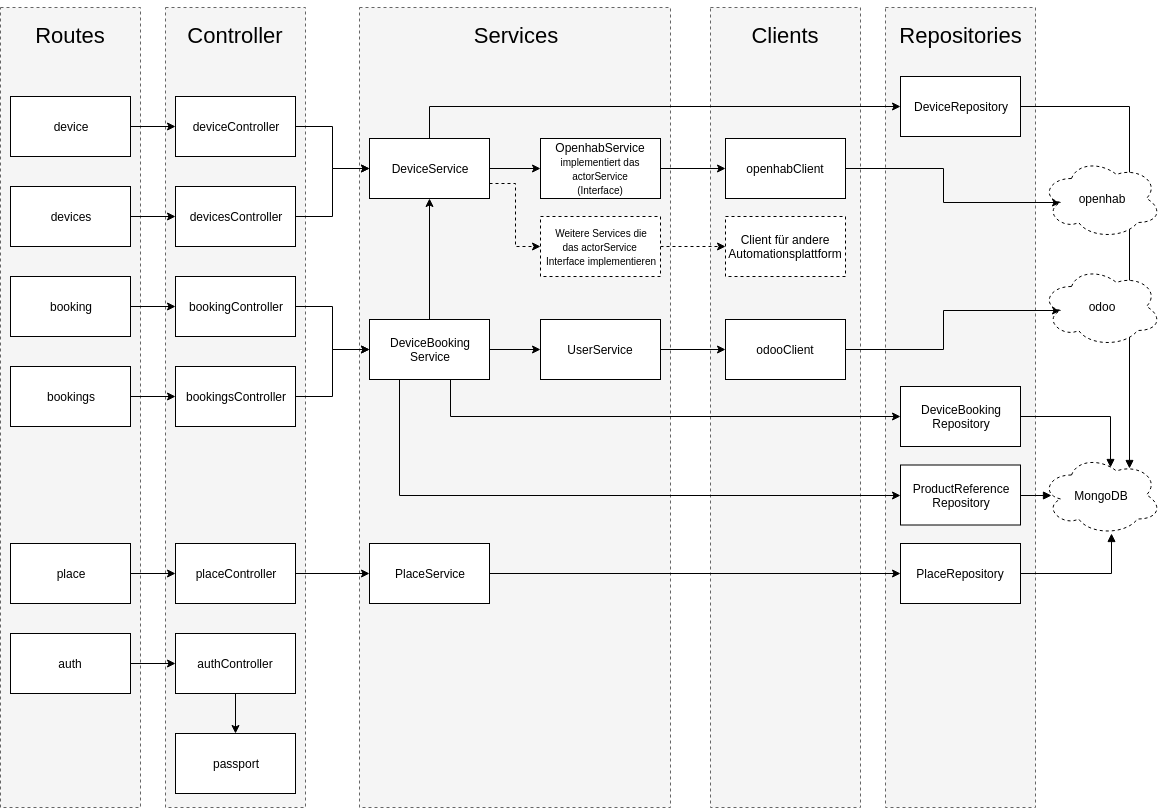 Routes
Controller
Services
Clients
Repositories
device
deviceController
devices
devicesController
booking
bookingController
bookings
bookingsController
place
placeController
auth
authController
passport
DeviceService
OpenhabService
implementiert das
actorService
(Interface)
Weitere Services die
das actorService
Interface implementieren
DeviceBooking
Service
UserService
PlaceService
openhabClient
Client für andere
Automationsplattform
odooClient
DeviceRepository
DeviceBooking
Repository
ProductReference
Repository
PlaceRepository
openhab
odoo
MongoDB